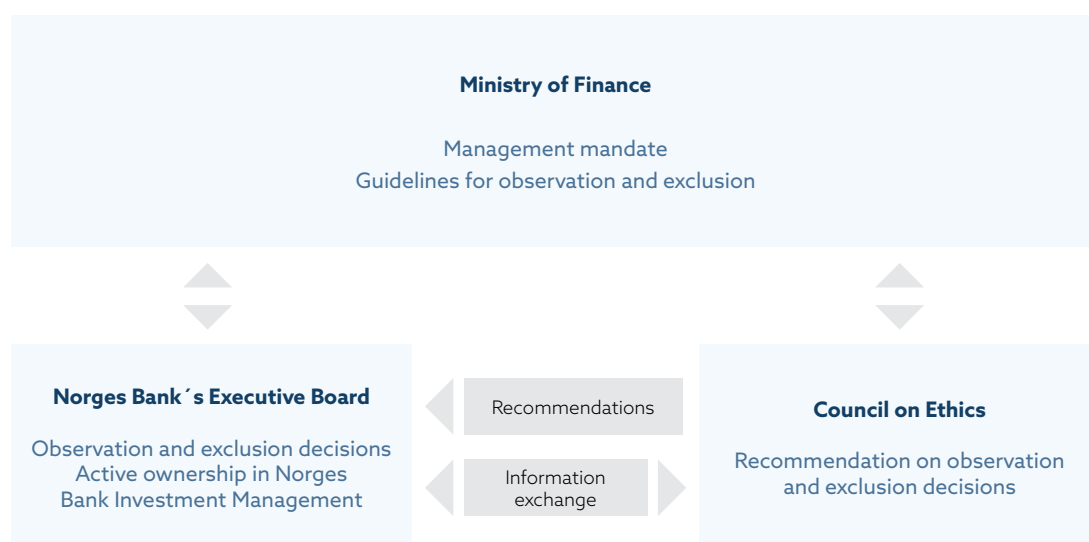 Ministry of Finance
Management mandate
Guidelines for observation and exclusion
Norges Bank´s Executive Board
Observation and exclusion decisions
Active ownership in Norges
Bank Investment Management
Recommendations
Information
exchange
Council on Ethics
Recommendation on observation
and exclusion decisions